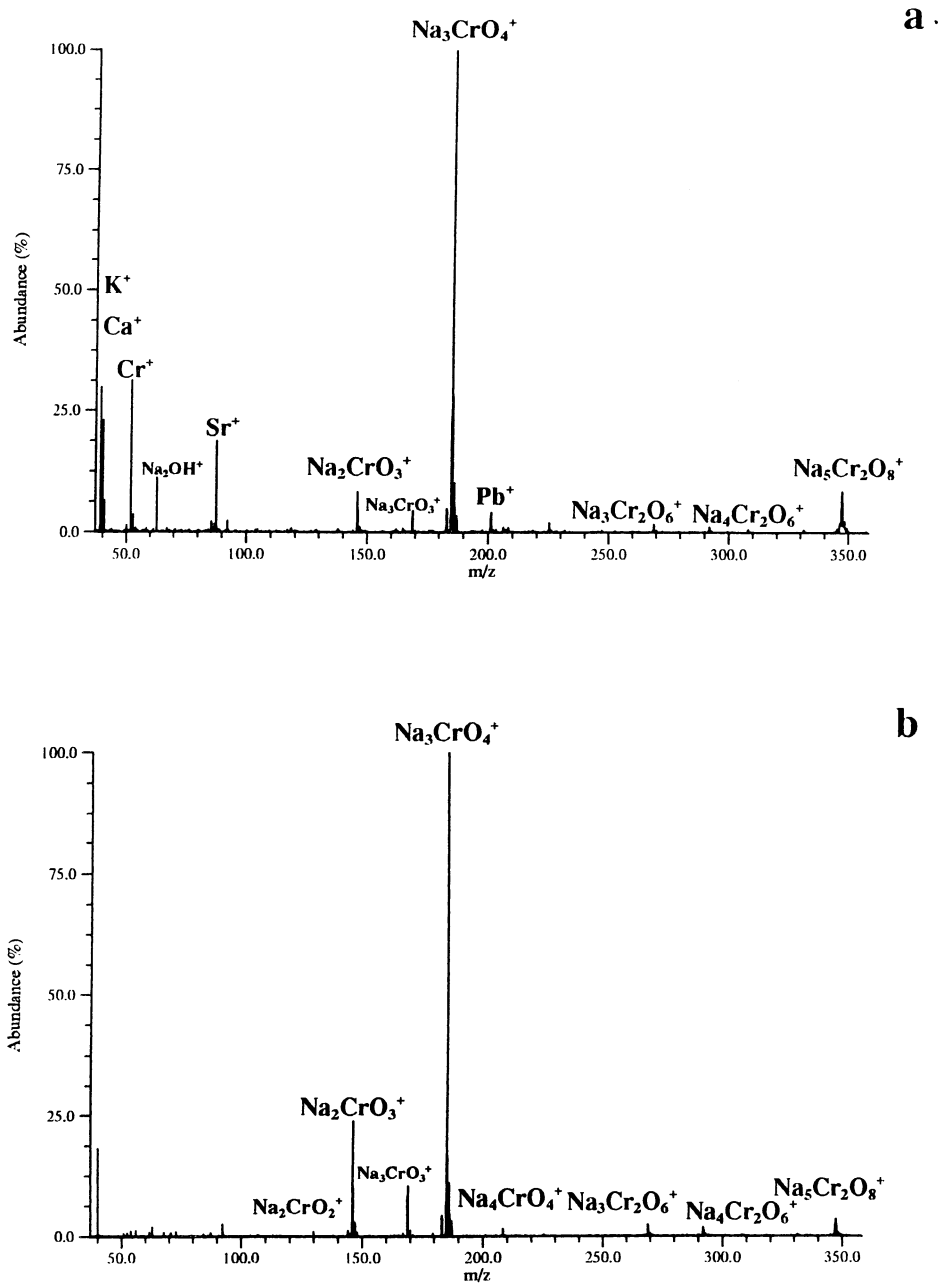 a
Na₃CrO₄⁺
100.0
75.0
Abundance (%)
50.0
K⁺
Ca⁺
Cr⁺
25.0
Sr⁺
Na₂OH⁺
Na₂CrO₃⁺
Na₃CrO₃⁺
Pb⁺
Na₃Cr₂O₆⁺
Na₄Cr₂O₆⁺
Na₅Cr₂O₈⁺
0.0
50.0 100.0 150.0 200.0 250.0 300.0 350.0
m/z
b
Na₃CrO₄⁺
100.0
75.0
Abundance (%)
50.0
25.0
Na₂CrO₃⁺
Na₃CrO₃⁺
Na₂CrO₂⁺
Na₄CrO₄⁺
Na₃Cr₂O₆⁺
Na₄Cr₂O₆⁺
Na₅Cr₂O₈⁺
0.0
50.0 100.0 150.0 200.0 250.0 300.0 350.0
m/z